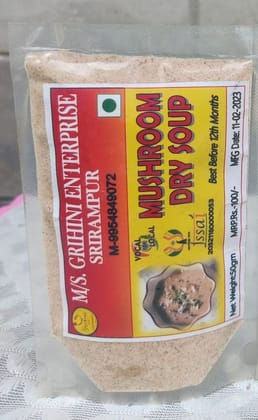 M/S. GRIHINI ENTERPRISE
SRIRAMPUR
M-9954849072
MUSHROOM
DRY SOUP
VOCAL
FOR
LOCAL
fssai
20321160000053
Best Before 12th Months
Net. Weight:50gm
MRP.Rs.-100/-
MFG Date: 11-02-2023